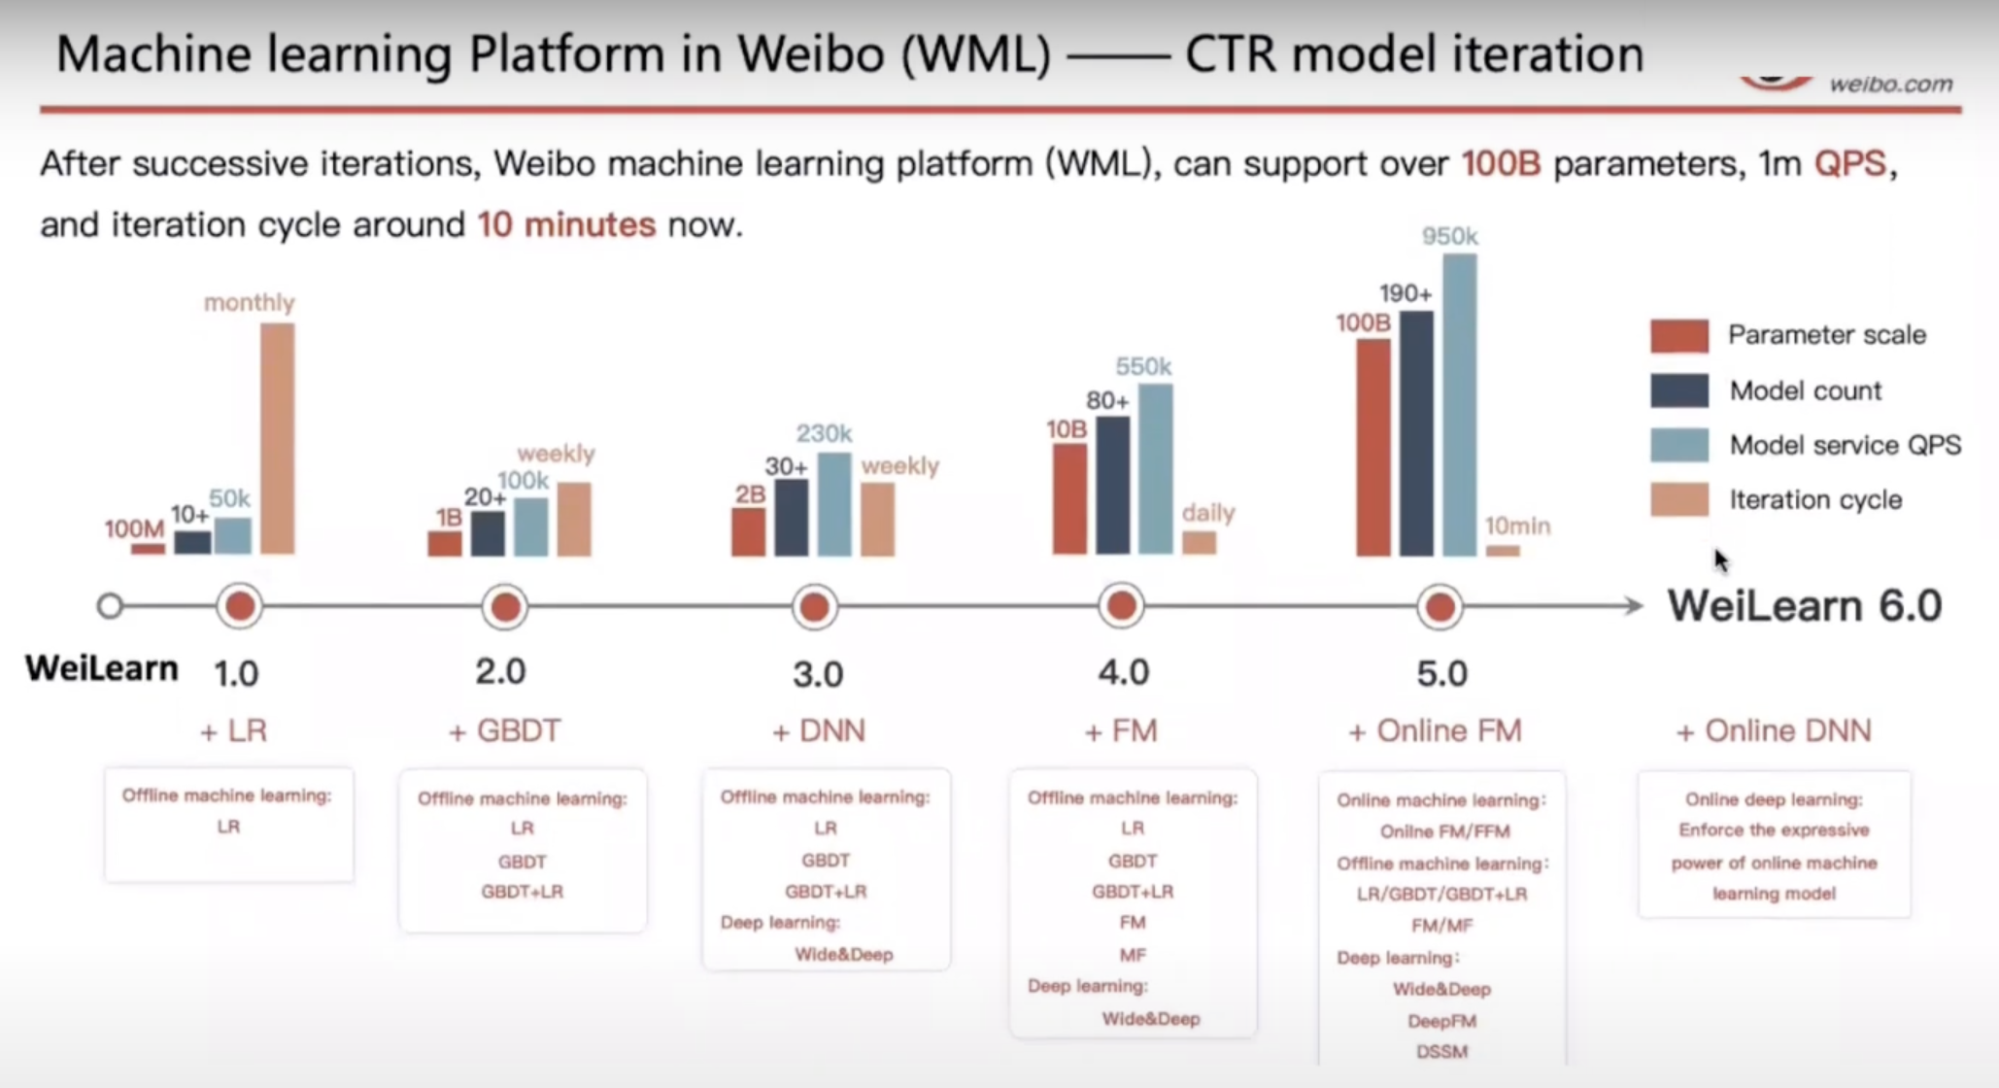 Machine learning Platform in Weibo (WML) —— CTR model iteration
weibo.com
After successive iterations, Weibo machine learning platform (WML), can support over 100B parameters, 1m QPS,
and iteration cycle around 10 minutes now.
100M
10+
50k
monthly
1B
20+
100k
weekly
2B
30+
230k
weekly
10B
80+
550k
daily
100B
190+
950k
10min
Parameter scale
Model count
Model service QPS
Iteration cycle
WeiLearn 6.0
WeiLearn
1.0
2.0
3.0
4.0
5.0
+ LR
+ GBDT
+ DNN
+ FM
+ Online FM
+ Online DNN
Offline machine learning:
LR
Offline machine learning:
LR
GBDT
GBDT+LR
Offline machine learning:
LR
GBDT
GBDT+LR
Deep learning:
Wide&Deep
Offline machine learning:
LR
GBDT
GBDT+LR
FM
MF
Deep learning:
Wide&Deep
Online machine learning:
Onilne FM/FFM
Offline machine learning:
LR/GBDT/GBDT+LR
FM/MF
Deep learning:
Wide&Deep
DeepFM
DSSM
Online deep learning:
Enforce the expressive
power of online machine
learning model